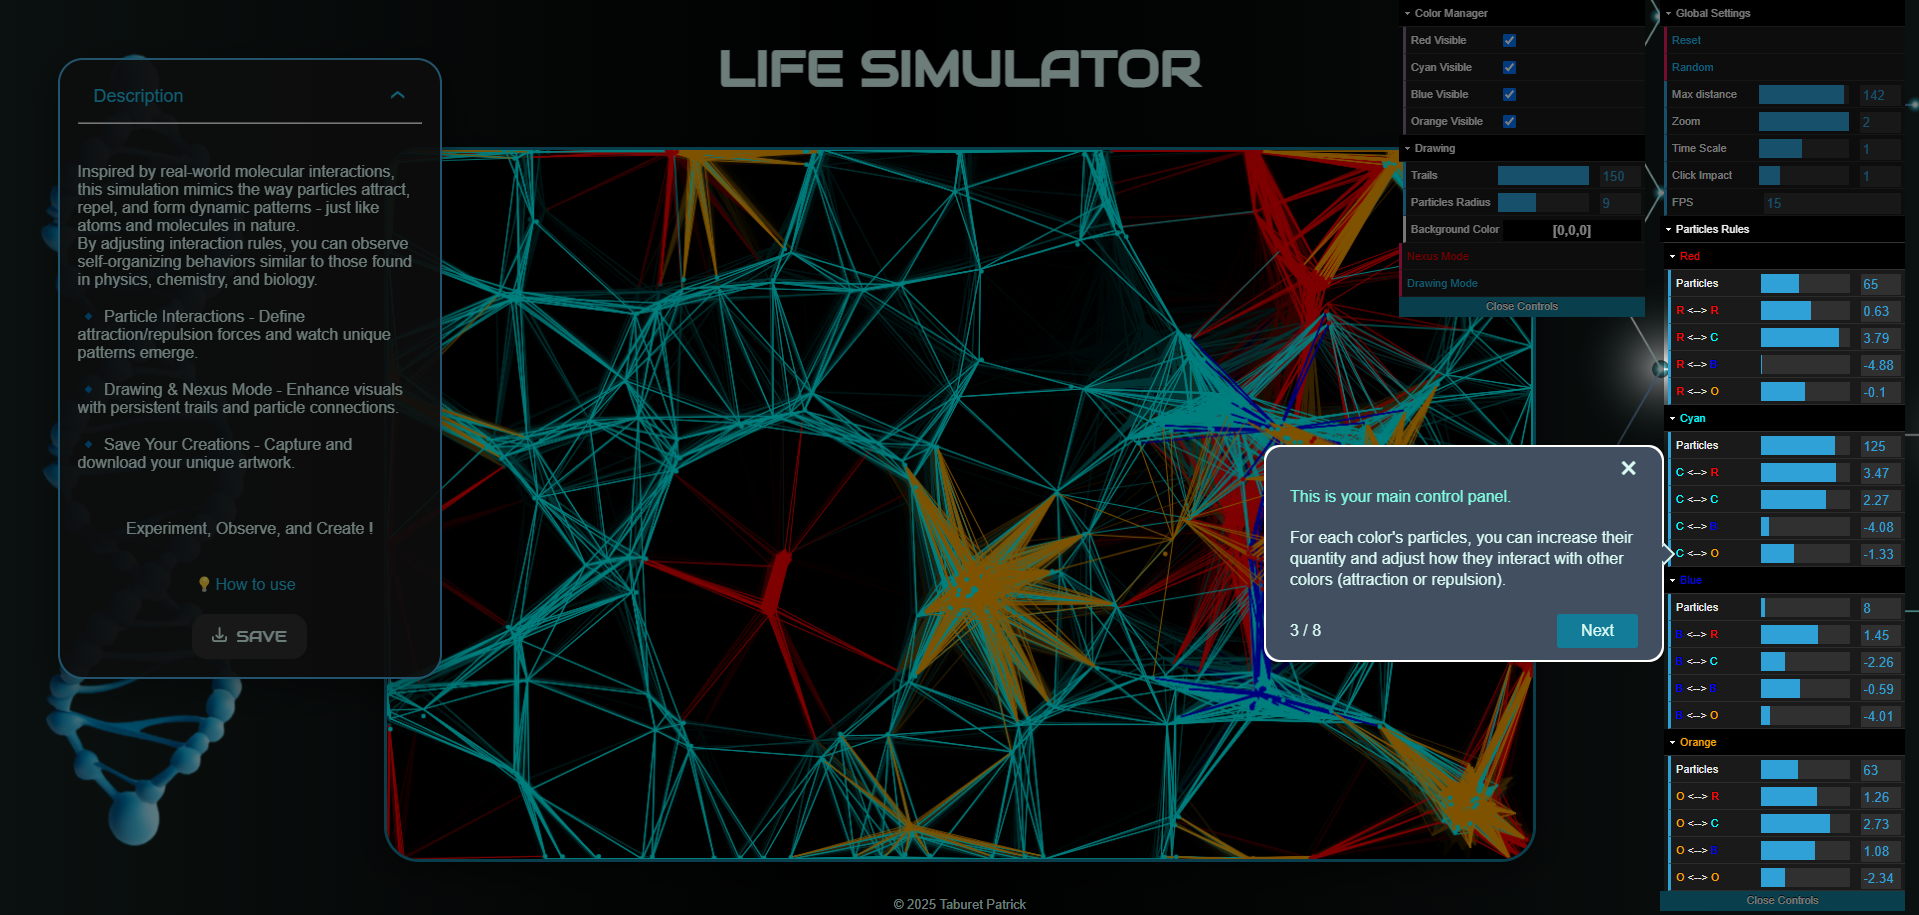 LIFE SIMULATOR
Description
Inspired by real-world molecular interactions,
this simulation mimics the way particles attract,
repel, and form dynamic patterns - just like
atoms and molecules in nature.
By adjusting interaction rules, you can observe
self-organizing behaviors similar to those found
in physics, chemistry, and biology.
Particle Interactions - Define
attraction/repulsion forces and watch unique
patterns emerge.
Drawing & Nexus Mode - Enhance visuals
with persistent trails and particle connections.
Save Your Creations - Capture and
download your unique artwork.
Experiment, Observe, and Create !
How to use
SAVE
Color Manager
Red Visible
Cyan Visible
Blue Visible
Orange Visible
Drawing
Trails 150
Particles Radius 9
Background Color [0,0,0]
Nexus Mode
Drawing Mode
Close Controls
This is your main control panel.
For each color's particles, you can increase their
quantity and adjust how they interact with other
colors (attraction or repulsion).
3 / 8
Next
Global Settings
Reset
Random
Max distance 142
Zoom 2
Time Scale 1
Click Impact 1
FPS 15
Particles Rules
Red
Particles 65
R <--> R 0.63
R <--> C 3.79
R <--> B -4.88
R <--> O -0.1
Cyan
Particles 125
C <--> R 3.47
C <--> C 2.27
C <--> B -4.08
C <--> O -1.33
Blue
Particles 8
B <--> R 1.45
B <--> C -2.26
B <--> B -0.59
B <--> O -4.01
Orange
Particles 63
O <--> R 1.26
O <--> C 2.73
O <--> B 1.08
O <--> O -2.34
Close Controls
© 2025 Taburet Patrick